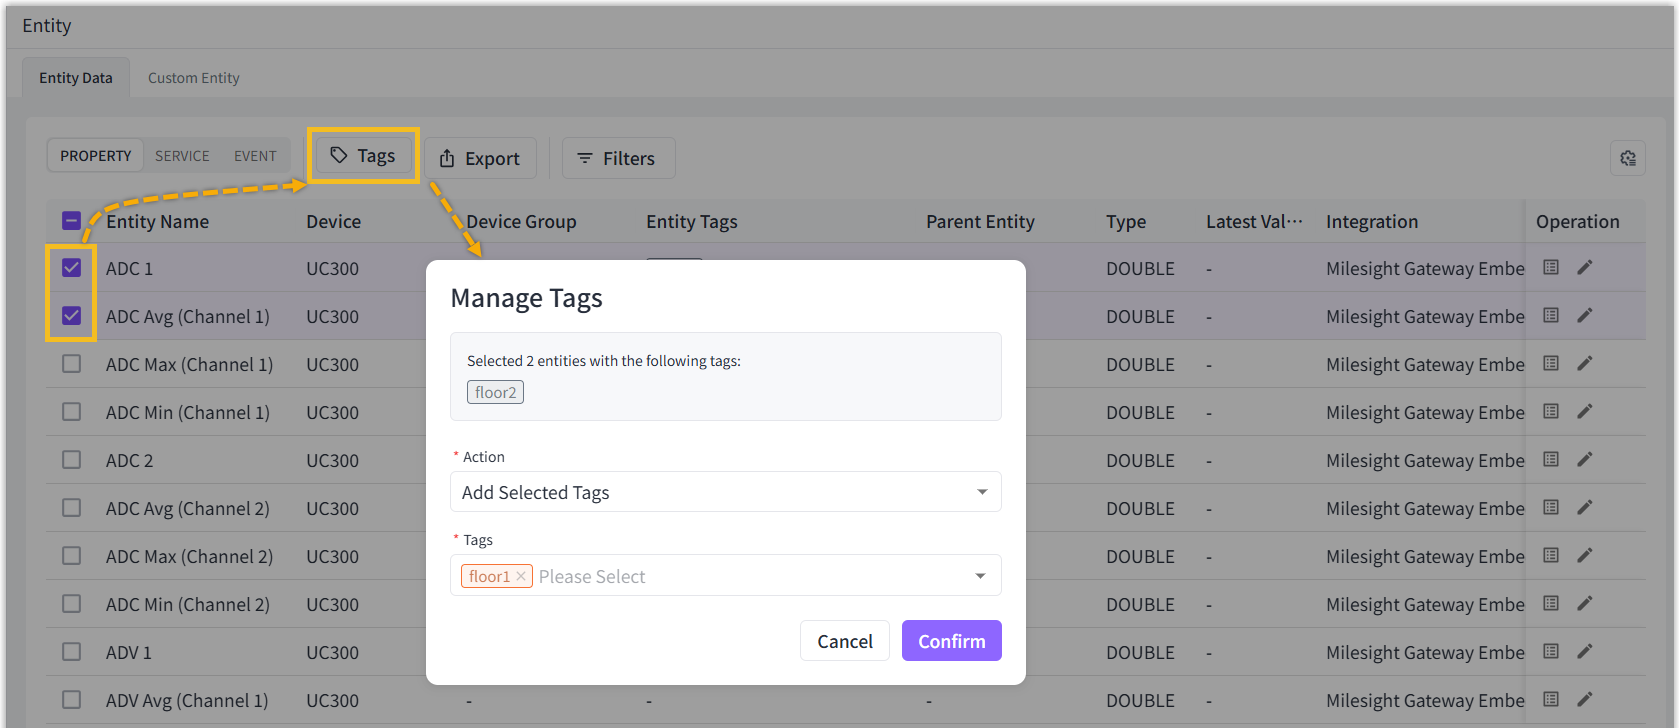 Entity
Entity Data Custom Entity
PROPERTY SERVICE EVENT Tags Export Filters
Entity Name Device Device Group Entity Tags Parent Entity Type Latest Val··· Integration Operation
ADC 1 UC300 DOUBLE - Milesight Gateway Embe
ADC Avg (Channel 1) UC300 DOUBLE - Milesight Gateway Embe
ADC Max (Channel 1) UC300 DOUBLE - Milesight Gateway Embe
ADC Min (Channel 1) UC300 DOUBLE - Milesight Gateway Embe
ADC 2 UC300 DOUBLE - Milesight Gateway Embe
ADC Avg (Channel 2) UC300 DOUBLE - Milesight Gateway Embe
ADC Max (Channel 2) UC300 DOUBLE - Milesight Gateway Embe
ADC Min (Channel 2) UC300 DOUBLE - Milesight Gateway Embe
ADV 1 UC300 DOUBLE - Milesight Gateway Embe
ADV Avg (Channel 1) UC300 - - - DOUBLE - Milesight Gateway Embe
Manage Tags
Selected 2 entities with the following tags:
floor2
* Action
Add Selected Tags
* Tags
floor1 × Please Select
Cancel Confirm